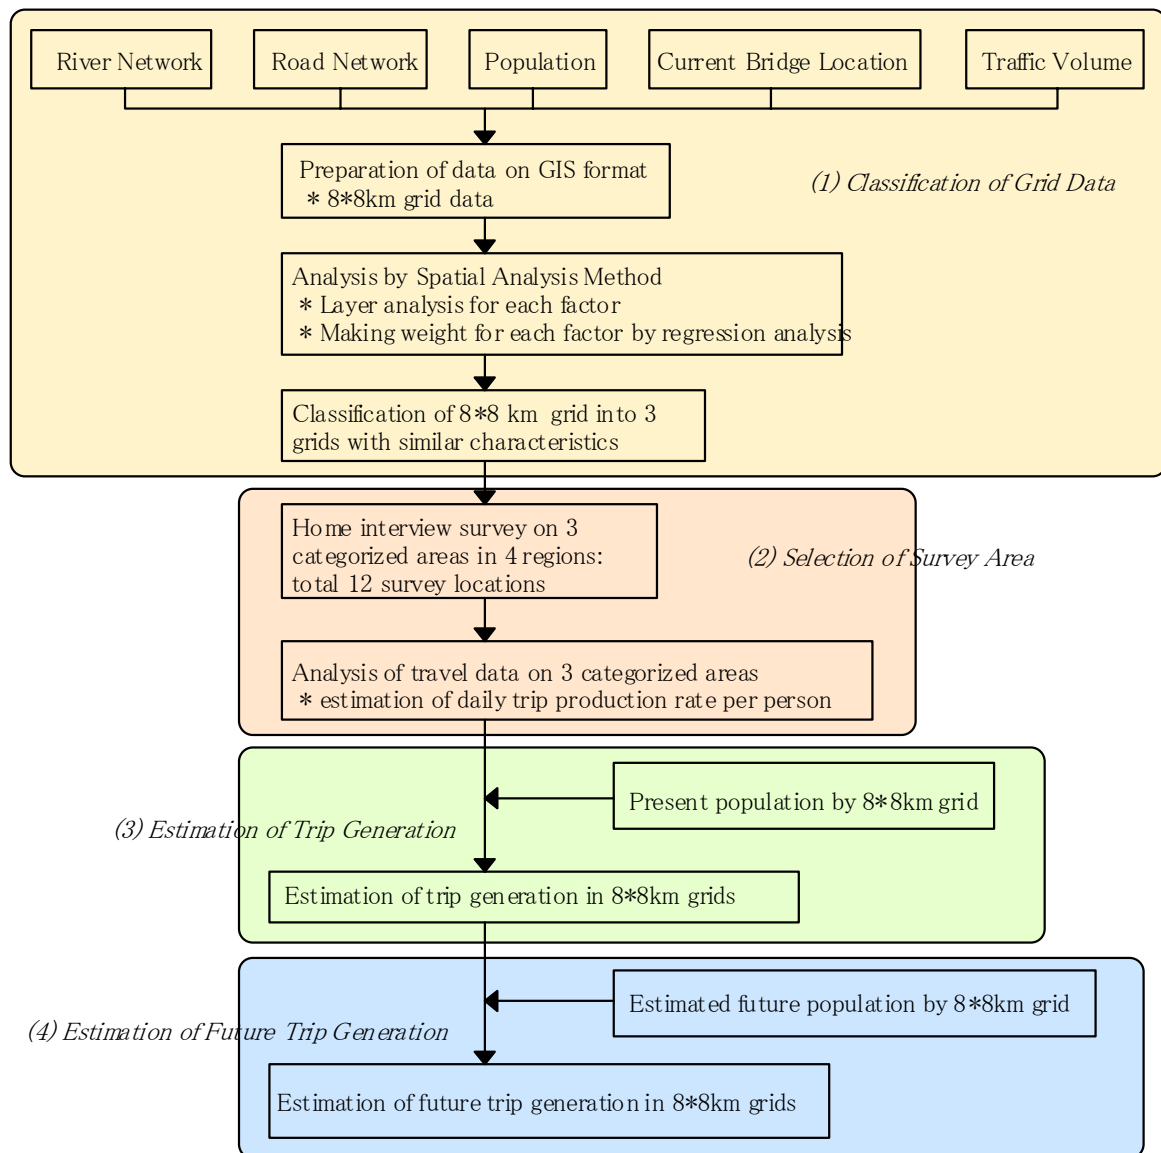 River Network
Road Network
Population
Current Bridge Location
Traffic Volume
Preparation of data on GIS format
* 8*8km grid data
(1) Classification of Grid Data
Analysis by Spatial Analysis Method
* Layer analysis for each factor
* Making weight for each factor by regression analysis
Classification of 8*8 km grid into 3
grids with similar characteristics
Home interview survey on 3
categorized areas in 4 regions:
total 12 survey locations
(2) Selection of Survey Area
Analysis of travel data on 3 categorized areas
* estimation of daily trip production rate per person
Present population by 8*8km grid
(3) Estimation of Trip Generation
Estimation of trip generation in 8*8km grids
Estimated future population by 8*8km grid
(4) Estimation of Future Trip Generation
Estimation of future trip generation in 8*8km grids